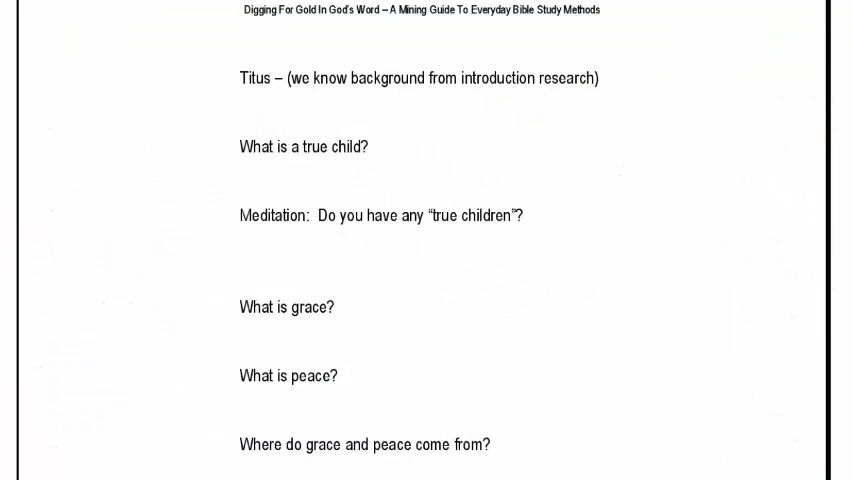 Digging For Gold In God's Word – A Mining Guide To Everyday Bible Study Methods
Titus – (we know background from introduction research)
What is a true child?
Meditation:  Do you have any “true children”?
What is grace?
What is peace?
Where do grace and peace come from?